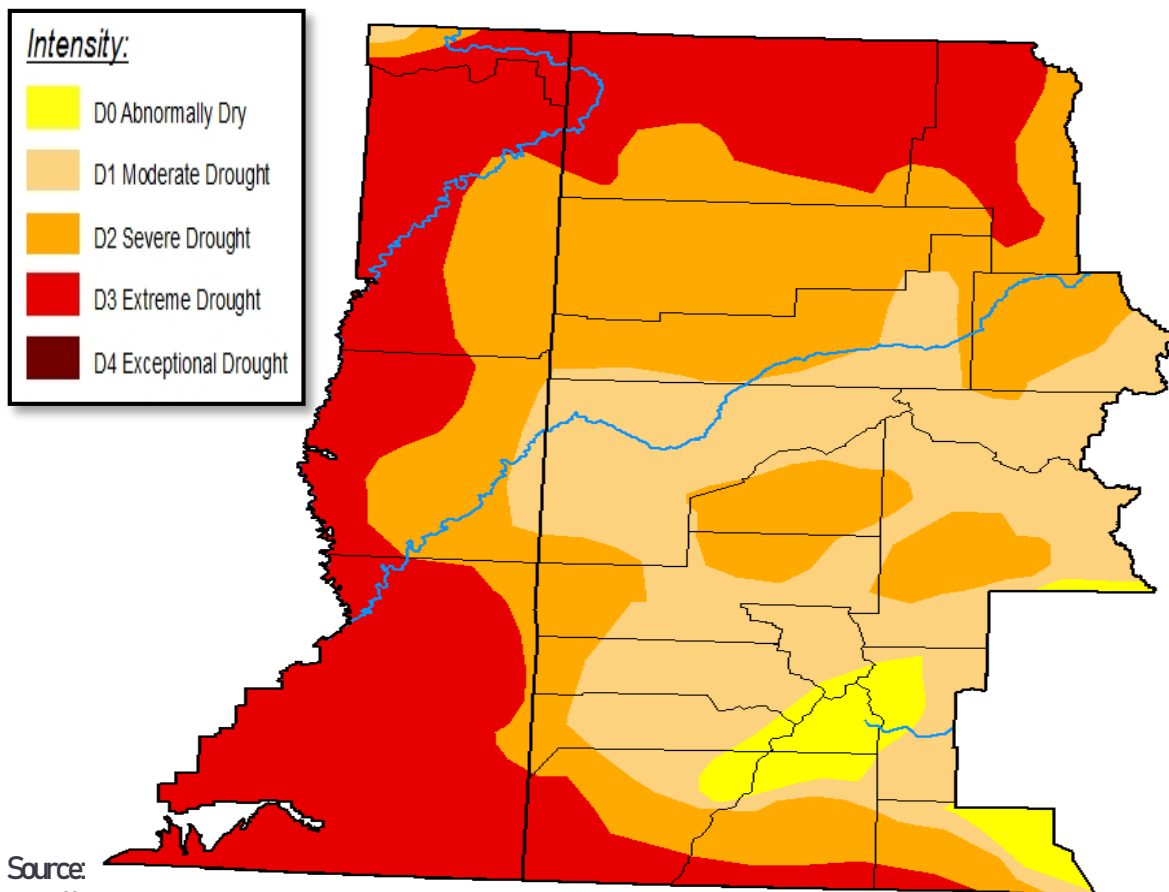 Intensity:
D0 Abnormally Dry
D1 Moderate Drought
D2 Severe Drought
D3 Extreme Drought
D4 Exceptional Drought
Source: